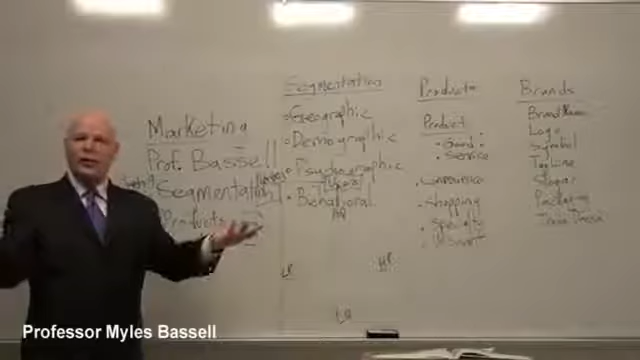 Marketing
Prof. Bassell
Segmentation
Products
Segmentation
Geographic
Demographic
Psychographic
Behavioral
Products
Product
Good
Service
Convenience
Shopping
Specialty
Brands
Brand Name
Logo
Symbol
Tagline
Slogan
Packaging
Trade Dress
Professor Myles Bassell